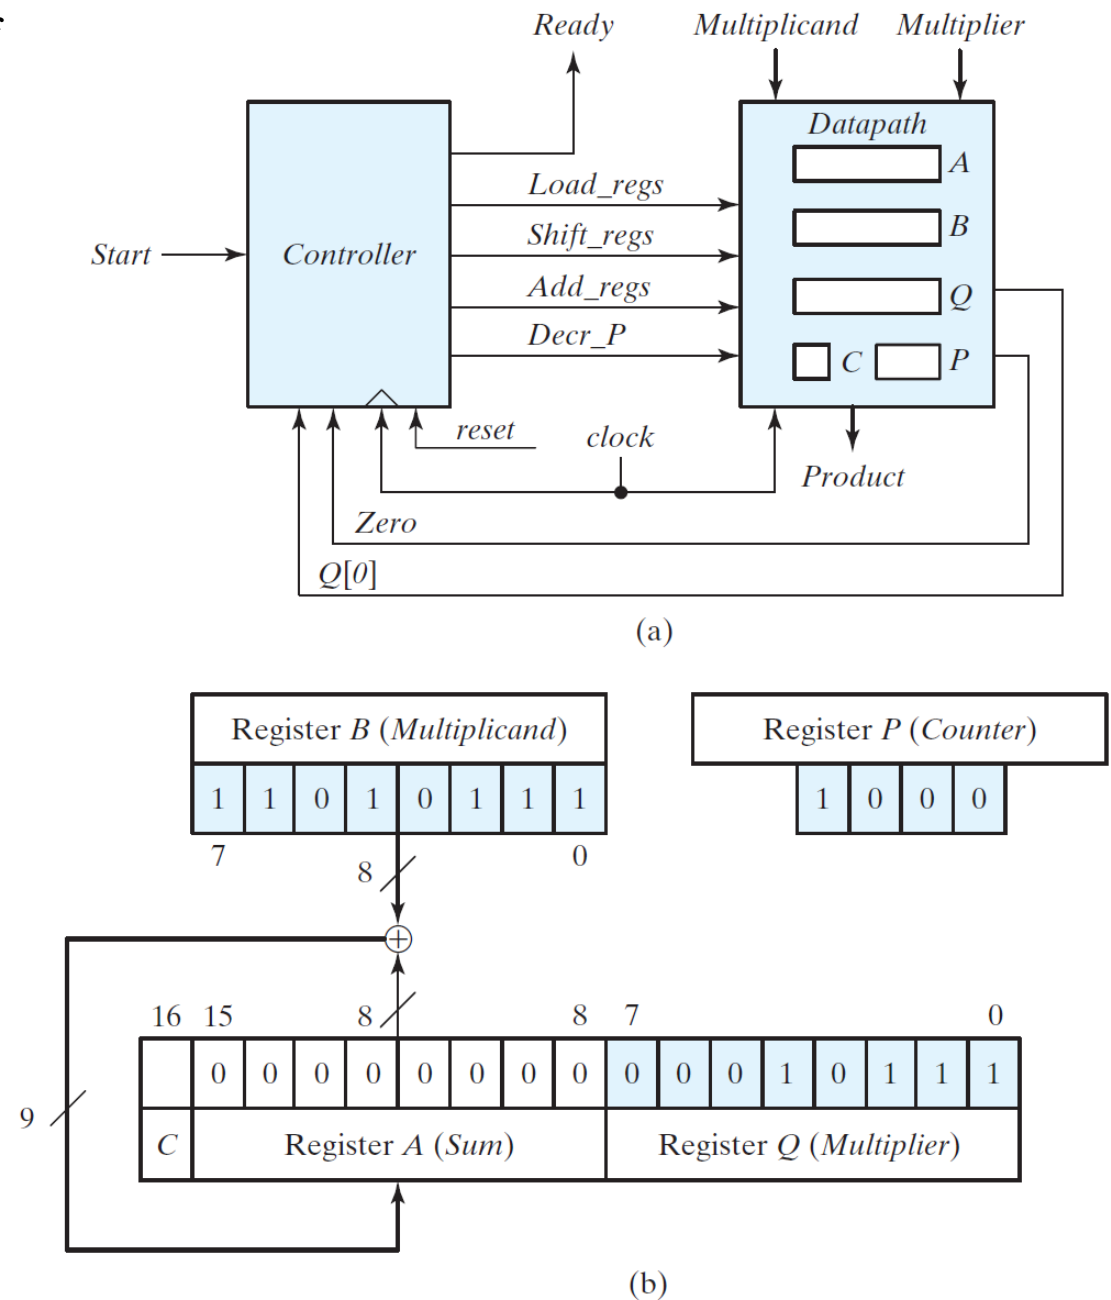 Ready Multiplicand Multiplier
Datapath
A
Load_regs
B
Shift_regs
Start Controller
Add_regs
Q
Decr_P
C P
reset
clock
Product
Zero
Q[0]
(a)
Register B (Multiplicand) Register P (Counter)
1 1 0 1 0 1 1 1 1 0 0 0
7 8 0
+
16 15 8 8 7 0
0 0 0 0 0 0 0 0 0 0 0 1 0 1 1 1
9
C Register A (Sum) Register Q (Multiplier)
(b)